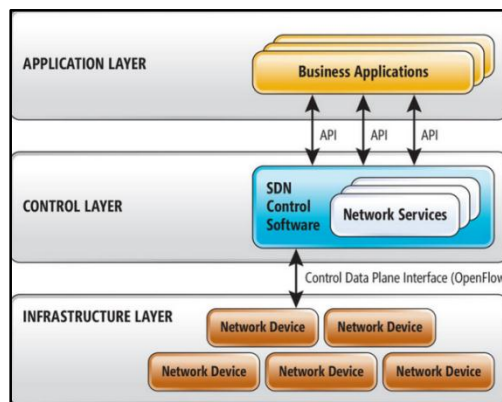 APPLICATION LAYER
Business Applications
API
API
API
CONTROL LAYER
SDN
Control
Software
Network Services
Control Data Plane Interface (OpenFlow
INFRASTRUCTURE LAYER
Network Device
Network Device
Network Device
Network Device
Network Device